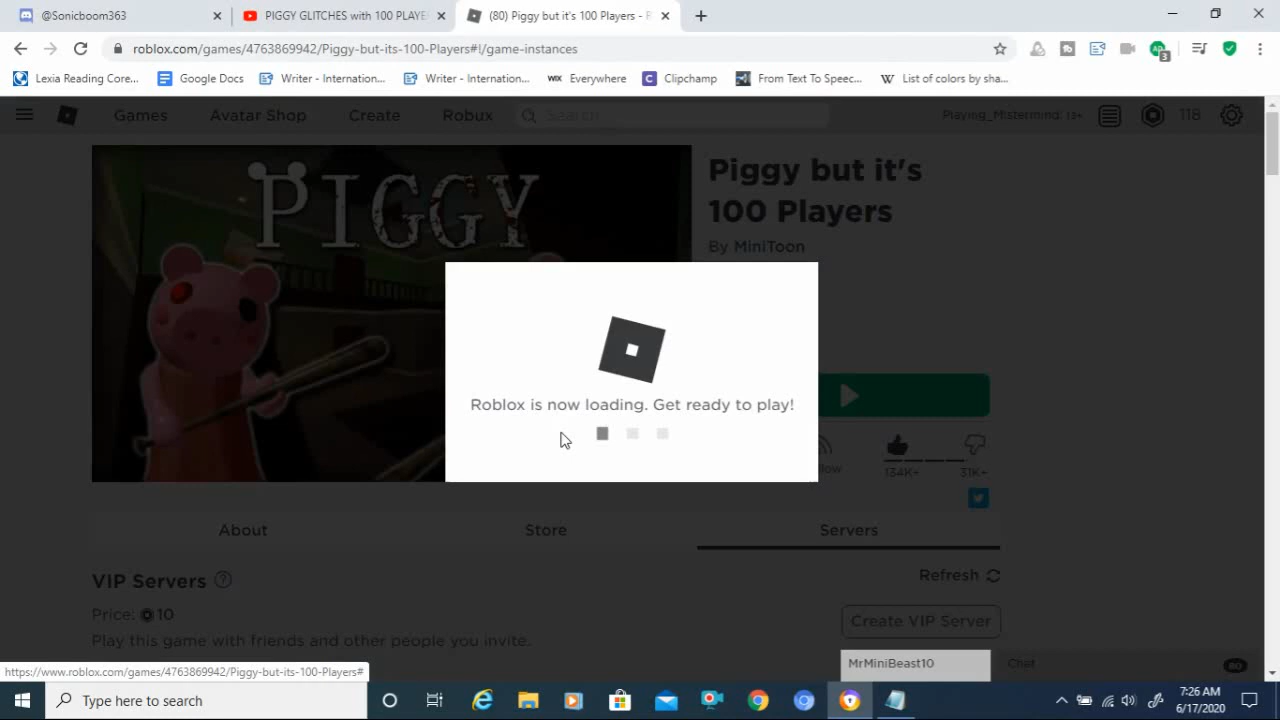 @Sonicboom363
PIGGY GLITCHES with 100 PLAYE
(80) Piggy but it's 100 Players - R
roblox.com/games/4763869942/Piggy-but-its-100-Players#!/game-instances
3
Lexia Reading Core...
Google Docs
Writer - Internation...
Writer - Internation...
WIX Everywhere
C Clipchamp
From Text To Speec...
W List of colors by sha...
Games
Avatar Shop
Create
Robux
Search
Playing_Mistermind: 13+
118
PIGGY
Piggy but it's
100 Players
By MiniToon
Roblox is now loading. Get ready to play!
llow
134K+
31K+
About
Store
Servers
VIP Servers ?
Refresh
Price: 10
Create VIP Server
Play this game with friends and other people you invite.
MrMiniBeast10
Chat
80
https://www.roblox.com/games/4763869942/Piggy-but-its-100-Players#
Type here to search
7:26 AM
6/17/2020